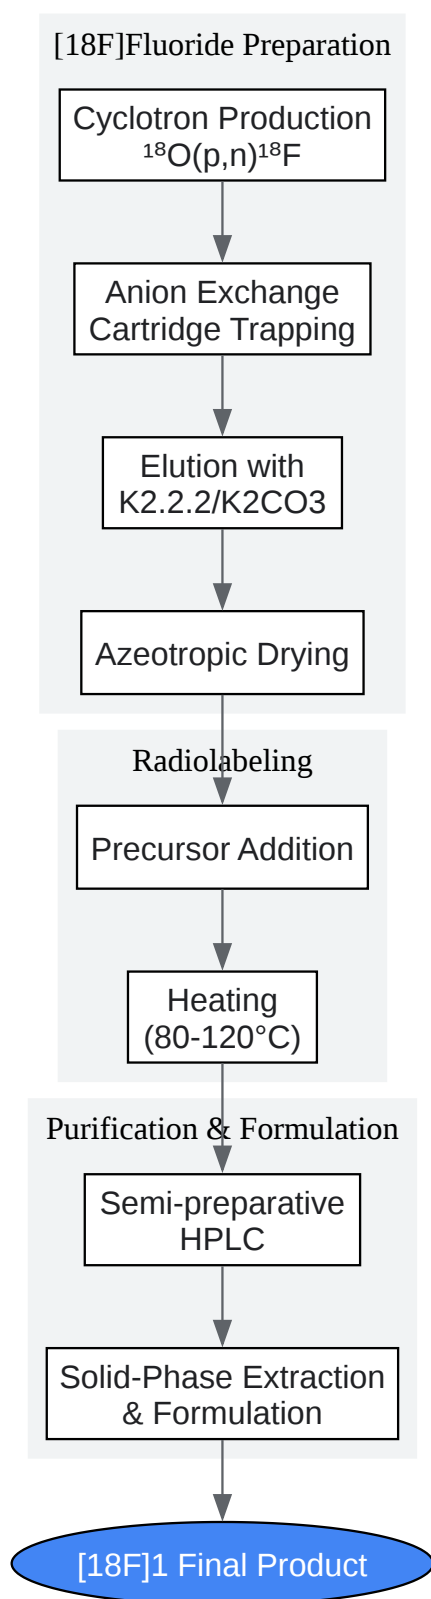 [18F]Fluoride Preparation
Cyclotron Production
¹⁸O(p,n)¹⁸F
Anion Exchange
Cartridge Trapping
Elution with
K2.2.2/K2CO3
Azeotropic Drying
Radiolabeling
Precursor Addition
Heating
(80-120°C)
Purification & Formulation
Semi-preparative
HPLC
Solid-Phase Extraction
& Formulation
[18F]1 Final Product